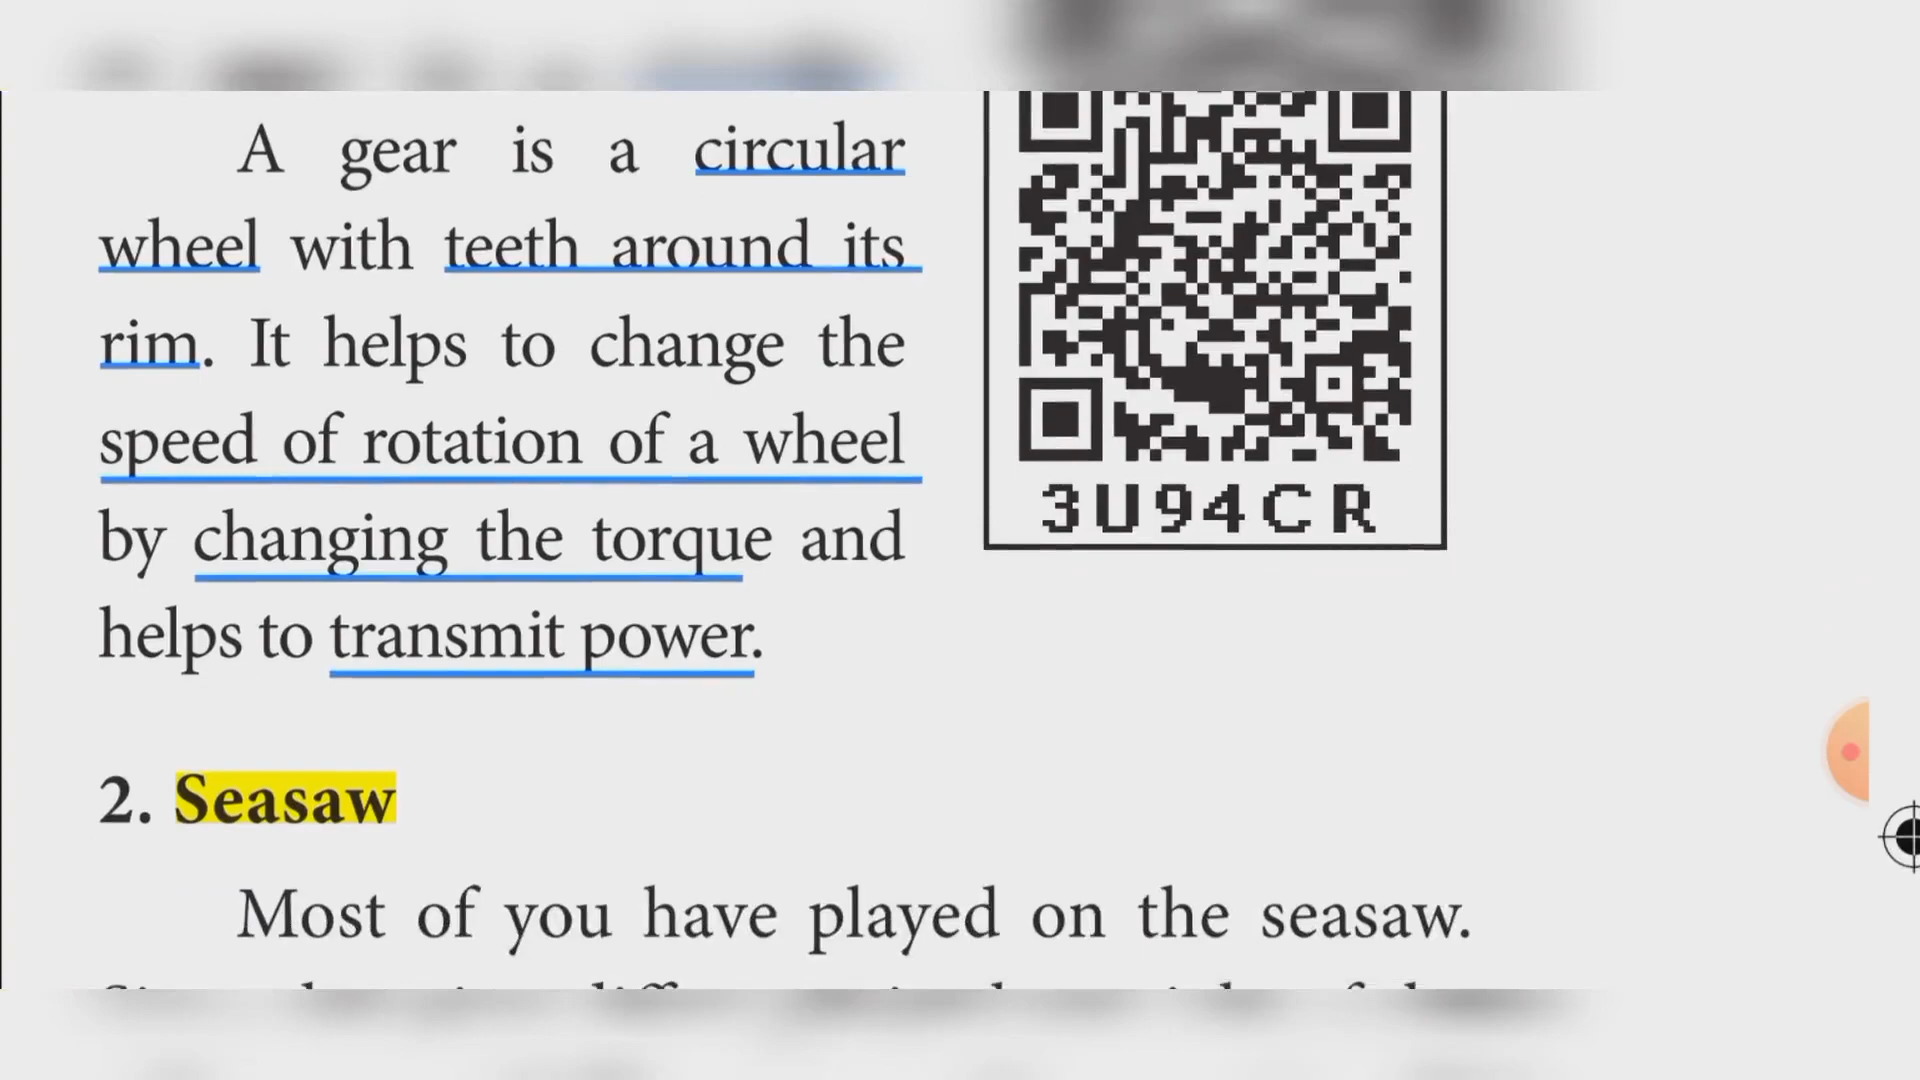 A gear is a circular
wheel with teeth around its
rim. It helps to change the
speed of rotation of a wheel
by changing the torque and
helps to transmit power.
3U94CR
2. Seasaw
Most of you have played on the seasaw.